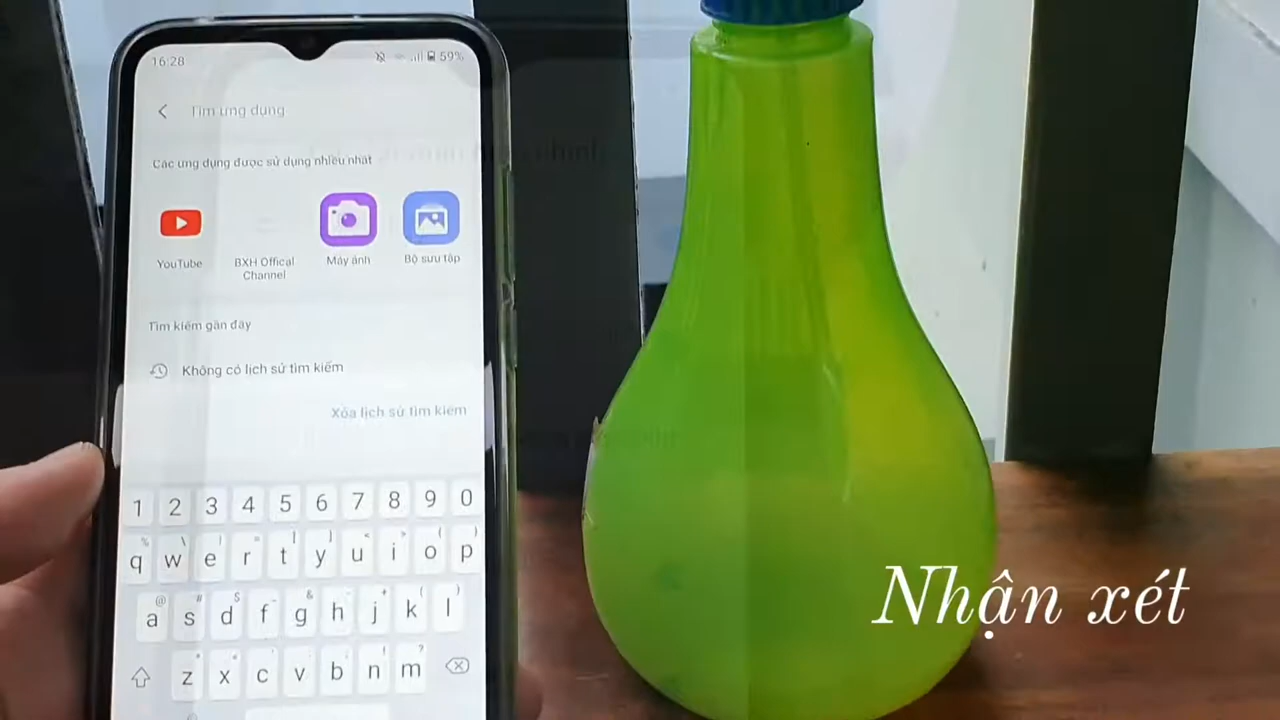 16:28
59%
Tìm ứng dụng
Các ứng dụng được sử dụng nhiều nhất
YouTube
BXH Offical Channel
Máy ảnh
Bộ sưu tập
Tìm kiếm gần đây
Không có lịch sử tìm kiếm
Xóa lịch sử tìm kiếm
1 2 3 4 5 6 7 8 9 0
q w e r t y u i o p
a s d f g h j k l
z x c v b n m
Nhận xét